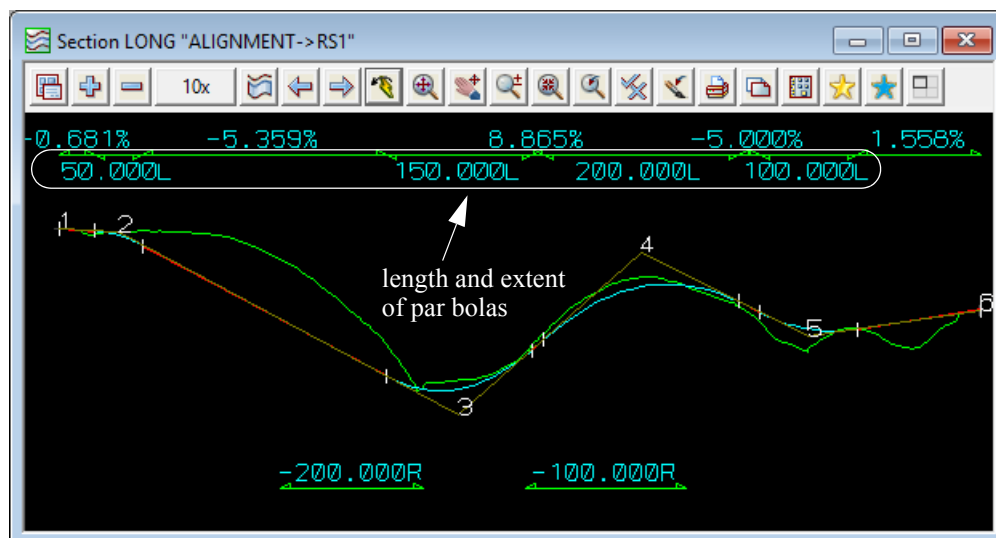 Section LONG "ALIGNMENT->RS1"
10x
-0.681% -5.359% 8.865% -5.000% 1.558%
50.000L 150.000L 200.000L 100.000L
1 2 4
length and extent
of par bolas
6
5
3
-200.000R -100.000R